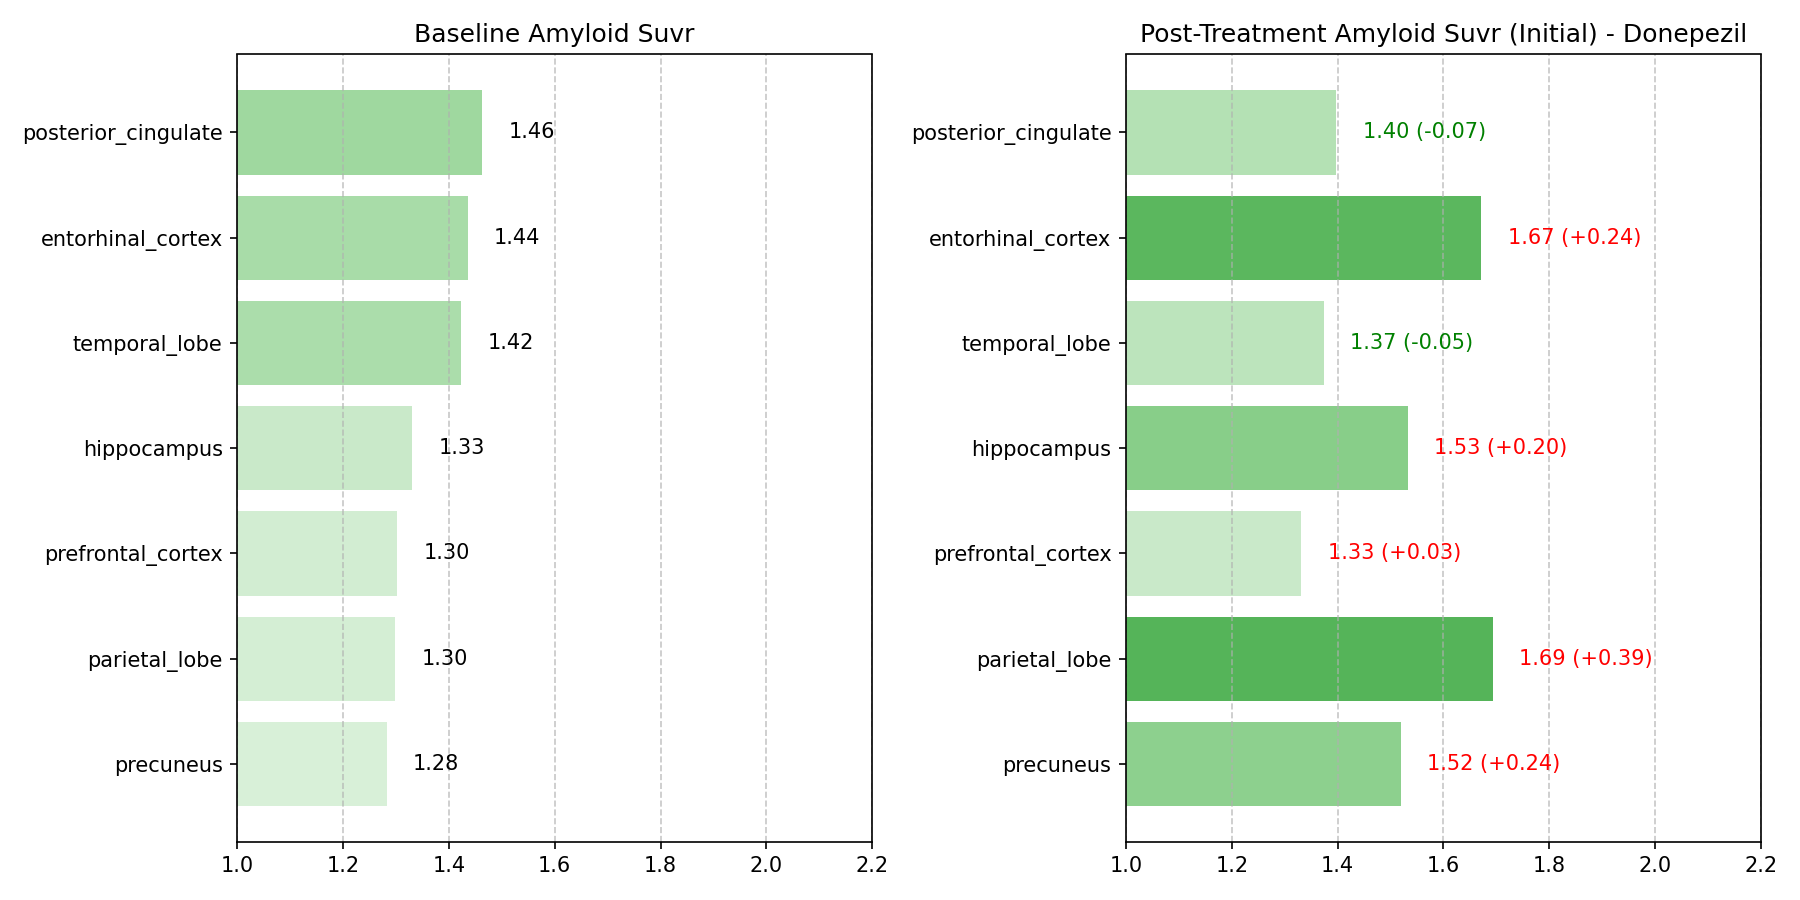 Baseline Amyloid Suvr
posterior_cingulate 1.46
entorhinal_cortex 1.44
temporal_lobe 1.42
hippocampus 1.33
prefrontal_cortex 1.30
parietal_lobe 1.30
precuneus 1.28
1.0 1.2 1.4 1.6 1.8 2.0 2.2
Post-Treatment Amyloid Suvr (Initial) - Donepezil
posterior_cingulate 1.40 (-0.07)
entorhinal_cortex 1.67 (+0.24)
temporal_lobe 1.37 (-0.05)
hippocampus 1.53 (+0.20)
prefrontal_cortex 1.33 (+0.03)
parietal_lobe 1.69 (+0.39)
precuneus 1.52 (+0.24)
1.0 1.2 1.4 1.6 1.8 2.0 2.2